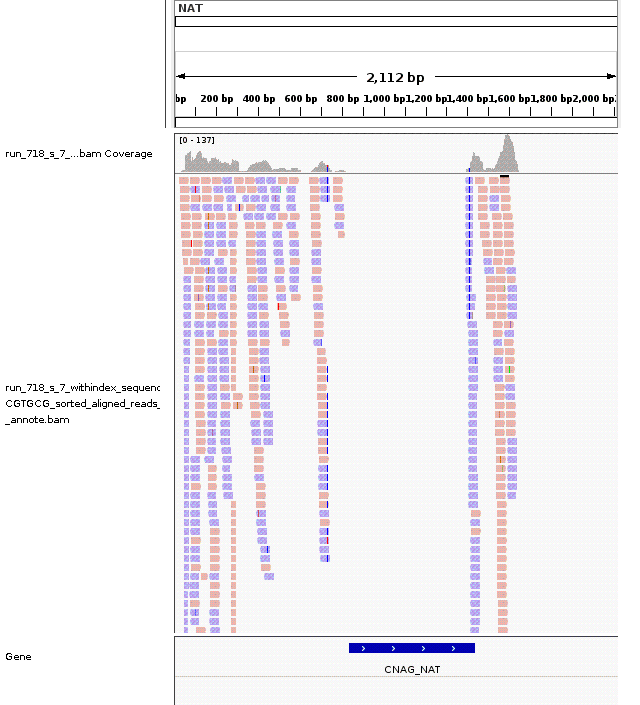 NAT
2,112 bp
bp 200 bp 400 bp 600 bp 800 bp 1,000 bp 1,200 bp 1,400 bp 1,600 bp 1,800 bp 2,000 bp
[0 - 137]
run_718_s_7_...bam Coverage
run_718_s_7_withindex_sequenc
CGTGCG_sorted_aligned_reads_
_annote.bam
Gene
CNAG_NAT